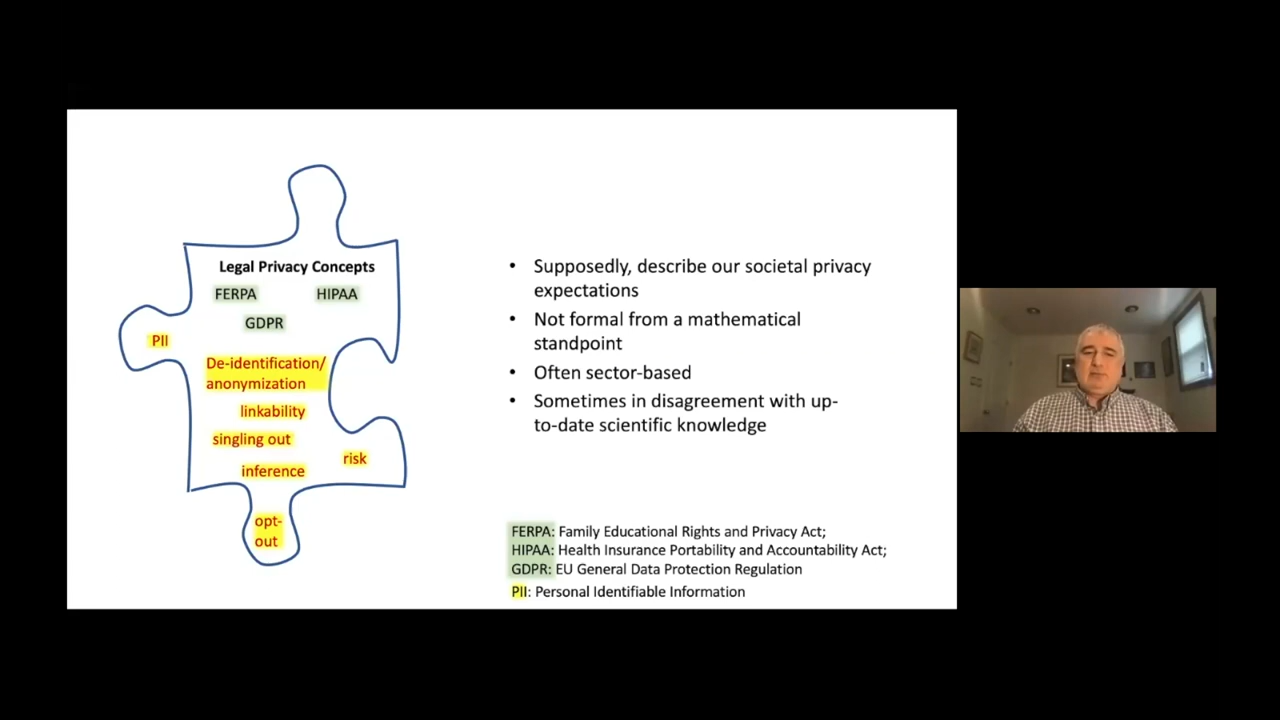 Legal Privacy Concepts
FERPA HIPAA
GDPR
PII
De-identification/
anonymization
linkability
singling out
risk
inference
opt-
out
• Supposedly, describe our societal privacy
expectations
• Not formal from a mathematical
standpoint
• Often sector-based
• Sometimes in disagreement with up-
to-date scientific knowledge
FERPA: Family Educational Rights and Privacy Act;
HIPAA: Health Insurance Portability and Accountability Act;
GDPR: EU General Data Protection Regulation
PII: Personal Identifiable Information